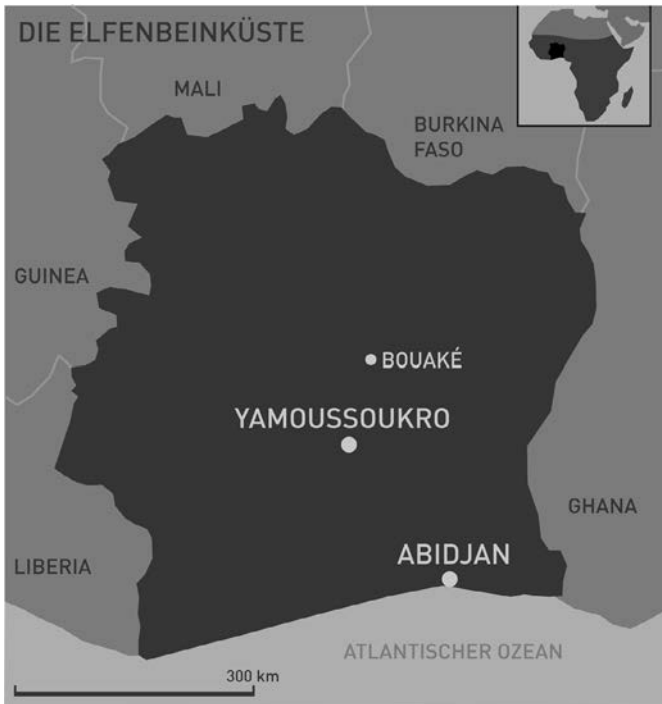 DIE ELFENBEINKÜSTE
MALI
BURKINA
FASO
GUINEA
BOUAKÉ
YAMOUSSOUKRO
GHANA
ABIDJAN
LIBERIA
ATLANTISCHER OZEAN
300 km